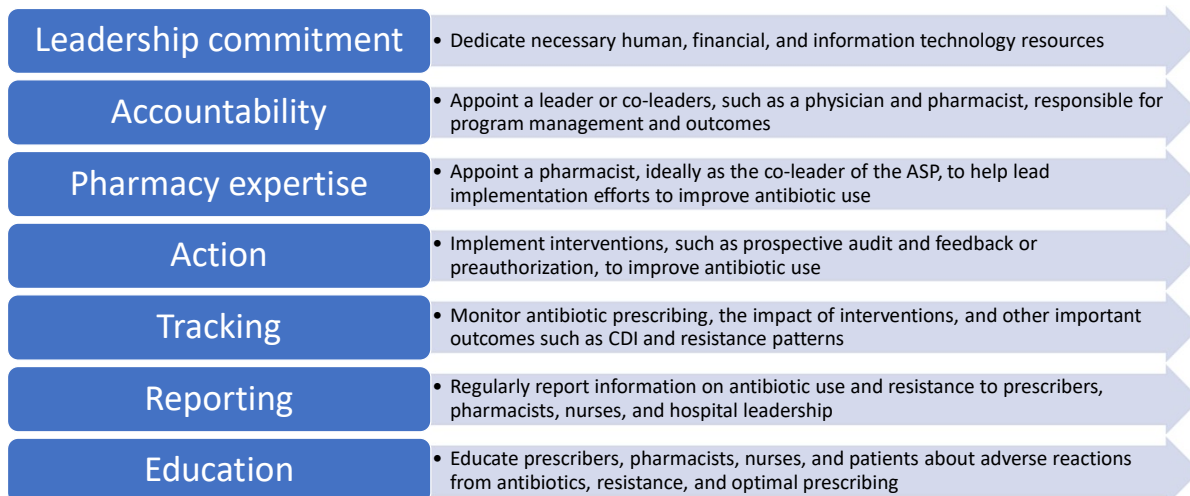 Leadership commitment
• Dedicate necessary human, financial, and information technology resources
Accountability
• Appoint a leader or co-leaders, such as a physician and pharmacist, responsible for
program management and outcomes
Pharmacy expertise
• Appoint a pharmacist, ideally as the co-leader of the ASP, to help lead
implementation efforts to improve antibiotic use
Action
• Implement interventions, such as prospective audit and feedback or
preauthorization, to improve antibiotic use
Tracking
• Monitor antibiotic prescribing, the impact of interventions, and other important
outcomes such as CDI and resistance patterns
Reporting
• Regularly report information on antibiotic use and resistance to prescribers,
pharmacists, nurses, and hospital leadership
Education
• Educate prescribers, pharmacists, nurses, and patients about adverse reactions
from antibiotics, resistance, and optimal prescribing